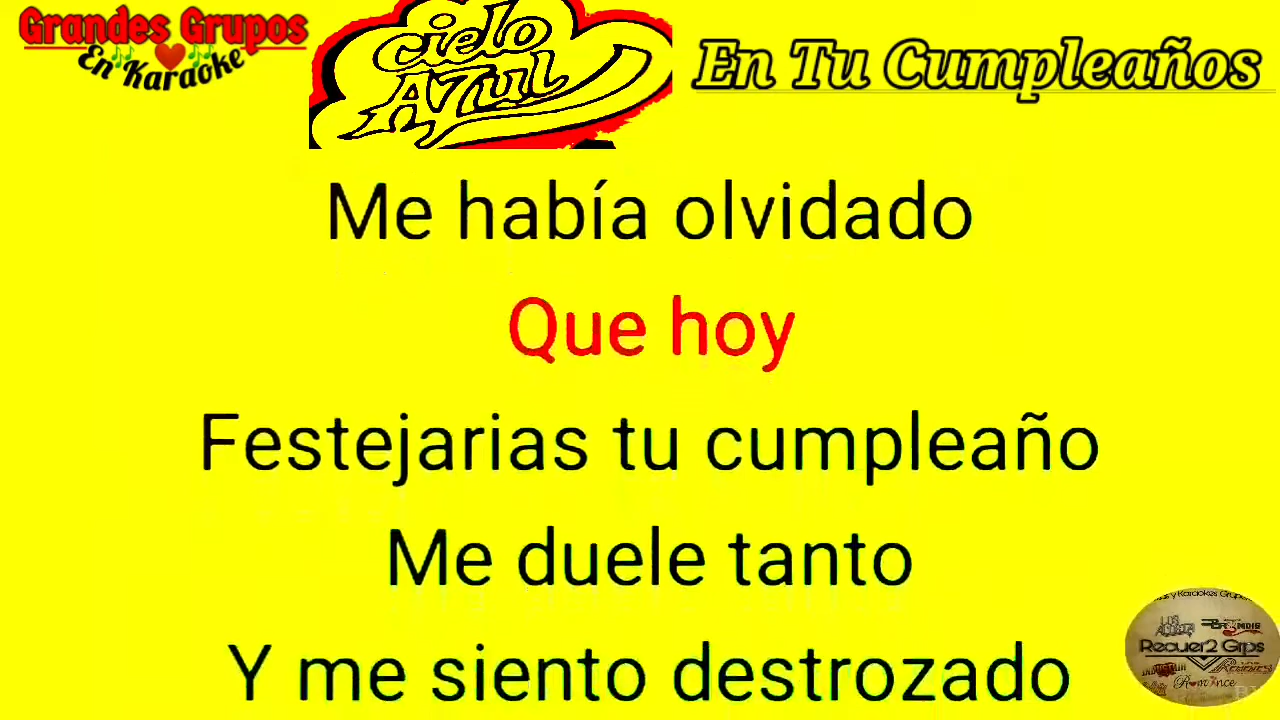 Grandes Grupos
En Karaoke
Cielo
Azul
En Tu Cumpleaños
Me había olvidado
Que hoy
Festejarias tu cumpleaño
Me duele tanto
Y me siento destrozado
y Karaokes
Recuer2 Grps